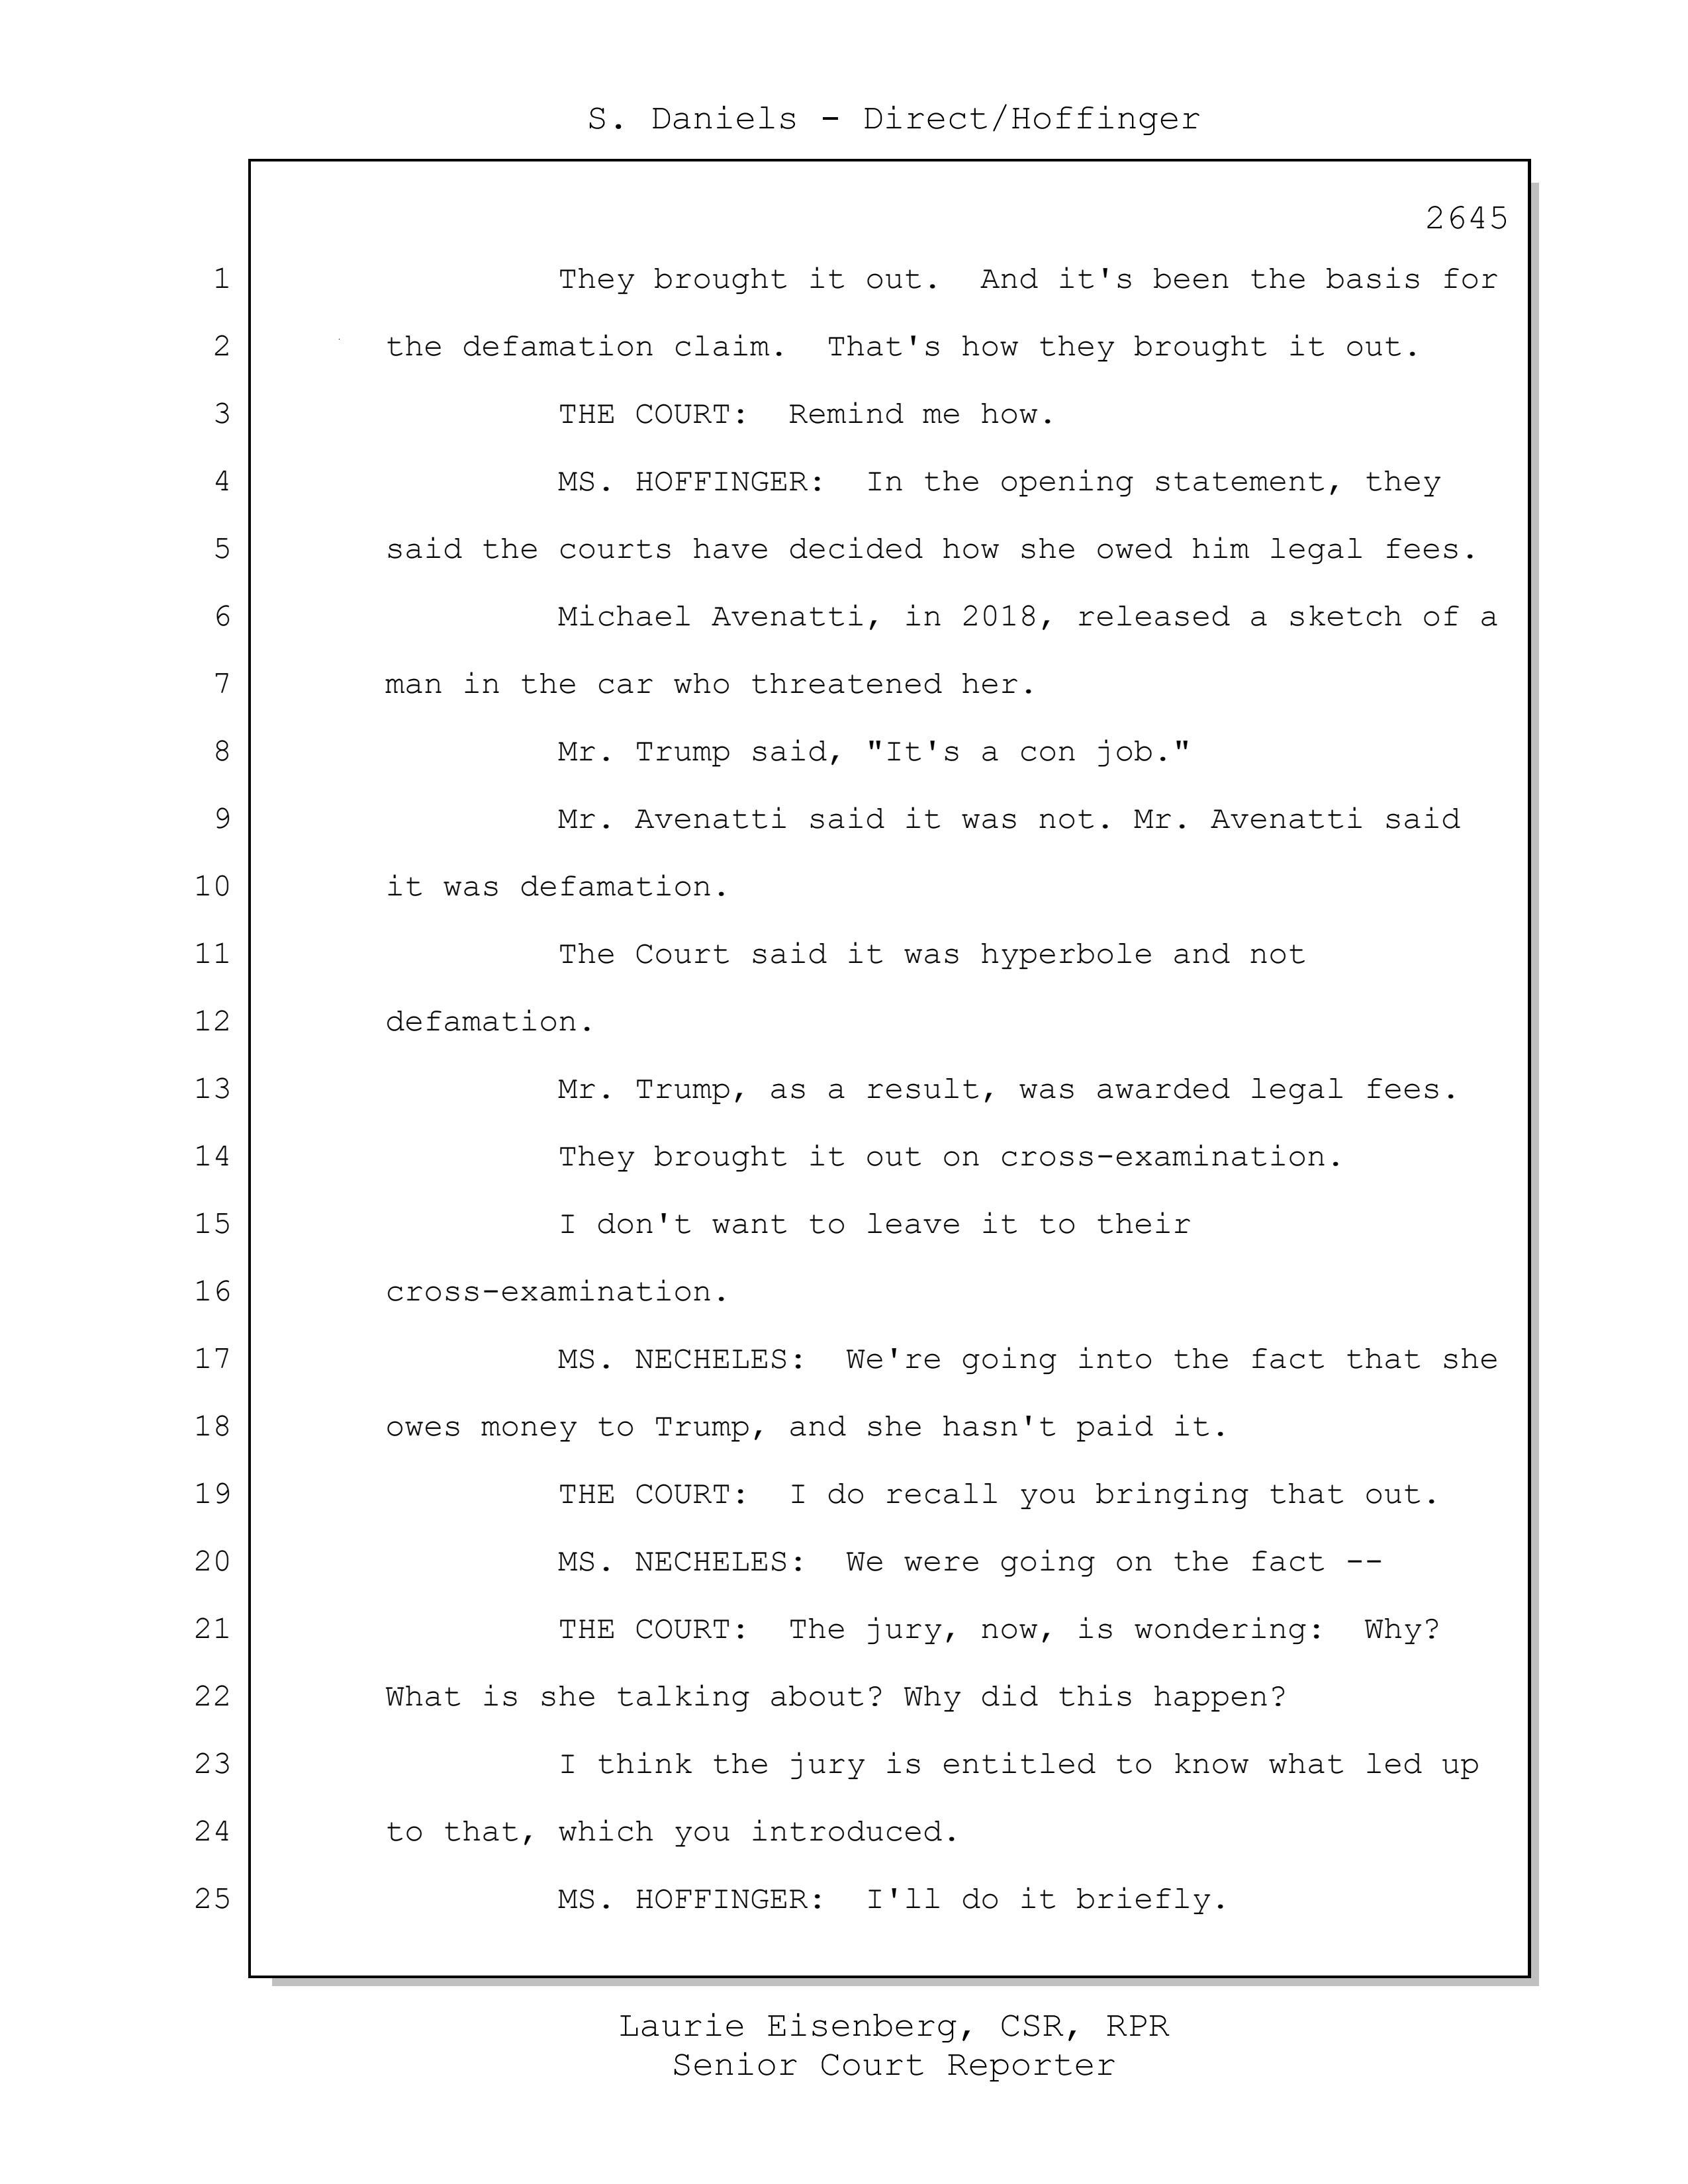 S. Daniels - Direct/Hoffinger
2645
1 They brought it out. And it's been the basis for
2 the defamation claim. That's how they brought it out.
3 THE COURT: Remind me how.
4 MS. HOFFINGER: In the opening statement, they
5 said the courts have decided how she owed him legal fees.
6 Michael Avenatti, in 2018, released a sketch of a
7 man in the car who threatened her.
8 Mr. Trump said, "It's a con job."
9 Mr. Avenatti said it was not. Mr. Avenatti said
10 it was defamation.
11 The Court said it was hyperbole and not
12 defamation.
13 Mr. Trump, as a result, was awarded legal fees.
14 They brought it out on cross-examination.
15 I don't want to leave it to their
16 cross-examination.
17 MS. NECHELES: We're going into the fact that she
18 owes money to Trump, and she hasn't paid it.
19 THE COURT: I do recall you bringing that out.
20 MS. NECHELES: We were going on the fact --
21 THE COURT: The jury, now, is wondering: Why?
22 What is she talking about? Why did this happen?
23 I think the jury is entitled to know what led up
24 to that, which you introduced.
25 MS. HOFFINGER: I'll do it briefly.
Laurie Eisenberg, CSR, RPR
Senior Court Reporter